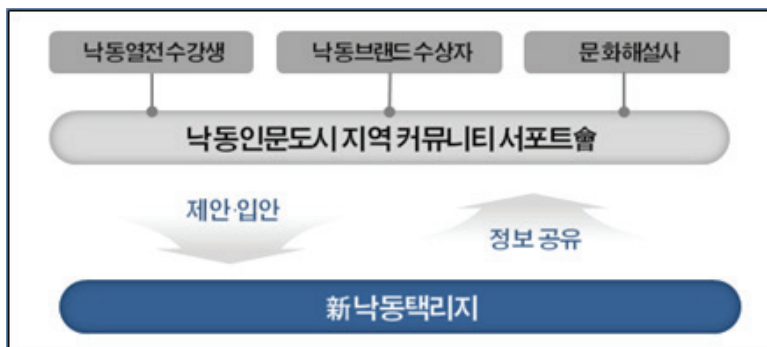 낙동열전수강생
낙동브랜드수상자
문화해설사
낙동인문도시 지역 커뮤니티 서포트會
제안·입안
정보 공유
新낙동택리지